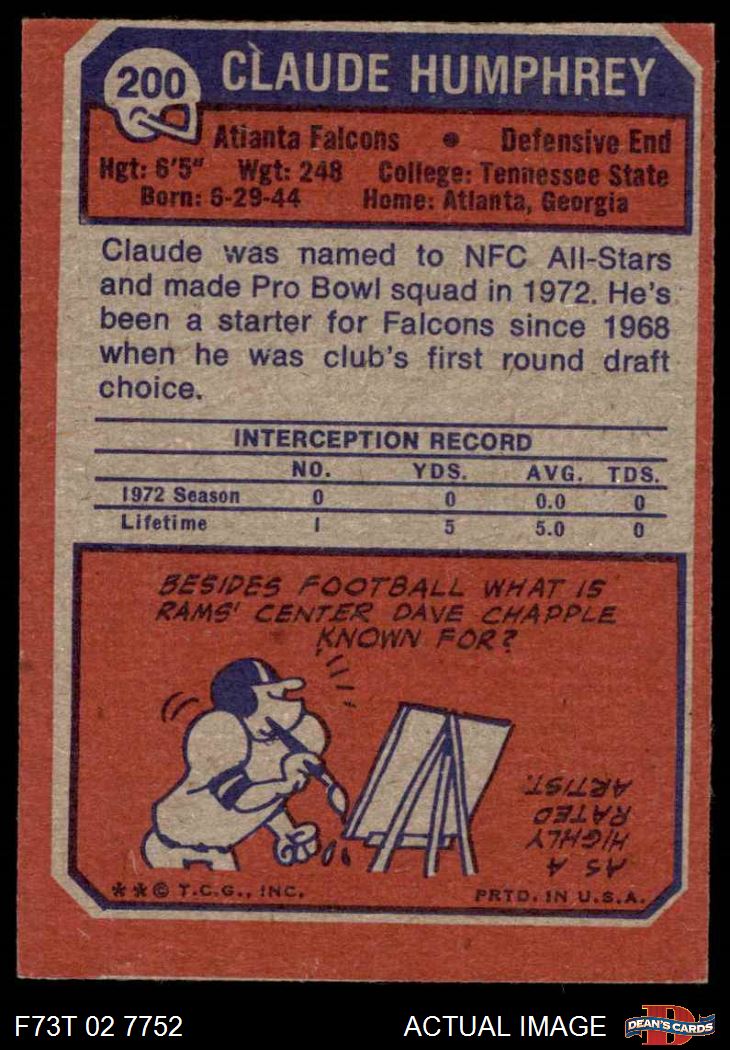 200
CLAUDE HUMPHREY
Atlanta Falcons • Defensive End
Hgt: 6'5" Wgt: 248 College: Tennessee State
Born: 6-29-44 Home: Atlanta, Georgia
Claude was named to NFC All-Stars
and made Pro Bowl squad in 1972. He's
been a starter for Falcons since 1968
when he was club's first round draft
choice.
INTERCEPTION RECORD
NO. YDS. AVG. TDS.
1972 Season 0 0 0.0 0
Lifetime 1 5 5.0 0
BESIDES FOOTBALL WHAT IS
RAMS' CENTER DAVE CHAPPLE
KNOWN FOR?
AS A
HIGHLY
RATED
ARTIST.
** © T.C.G., INC. PRTD. IN U.S.A.
F73T 02 7752 ACTUAL IMAGE
D
DEAN'S CARDS